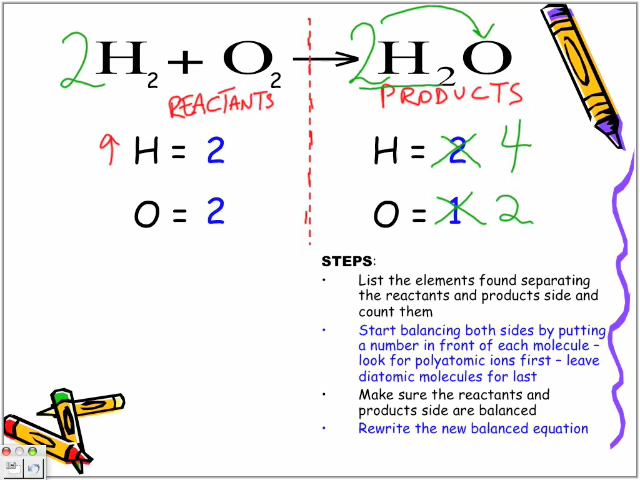 2H₂ + O₂ → 2H₂O
REACTANTS PRODUCTS
H = 2 H = 2 4
O = 2 O = 1 2
STEPS:
• List the elements found separating
the reactants and products side and
count them
• Start balancing both sides by putting
a number in front of each molecule –
look for polyatomic ions first – leave
diatomic molecules for last
• Make sure the reactants and
products side are balanced
• Rewrite the new balanced equation